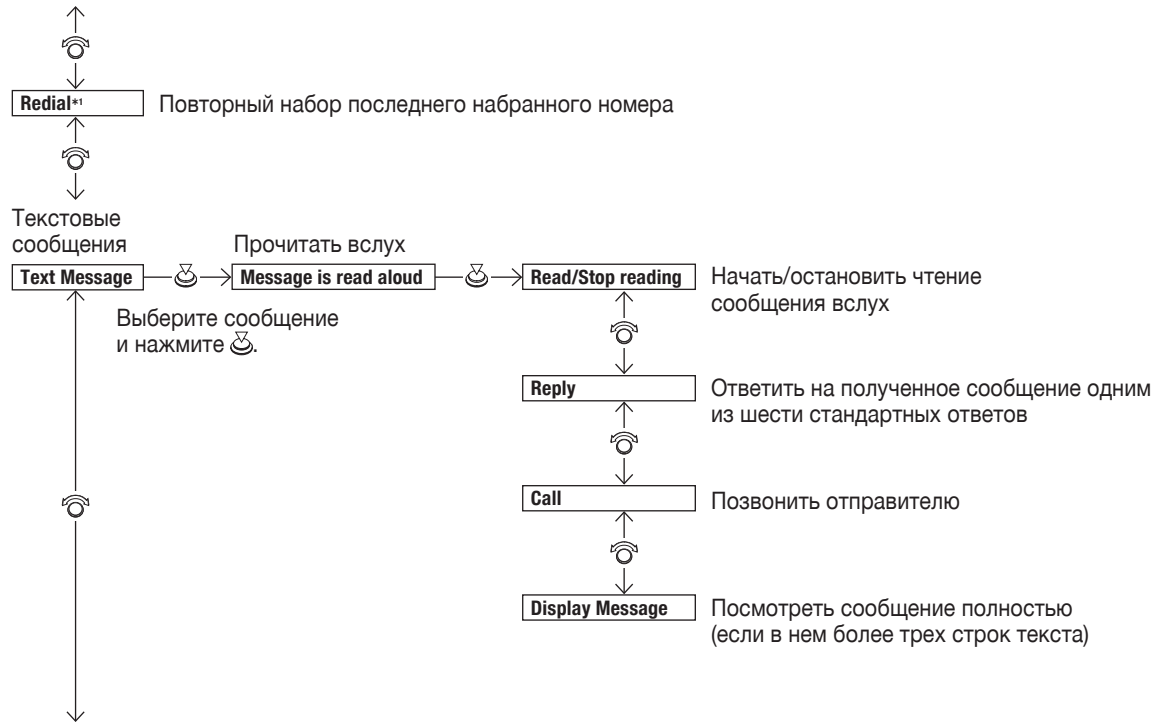 Redial*1
Повторный набор последнего набранного номера
Текстовые
сообщения
Прочитать вслух
Text Message
Message is read aloud
Read/Stop reading
Начать/остановить чтение
сообщения вслух
Выберите сообщение
и нажмите .
Reply
Ответить на полученное сообщение одним
из шести стандартных ответов
Call
Позвонить отправителю
Display Message
Посмотреть сообщение полностью
(если в нем более трех строк текста)